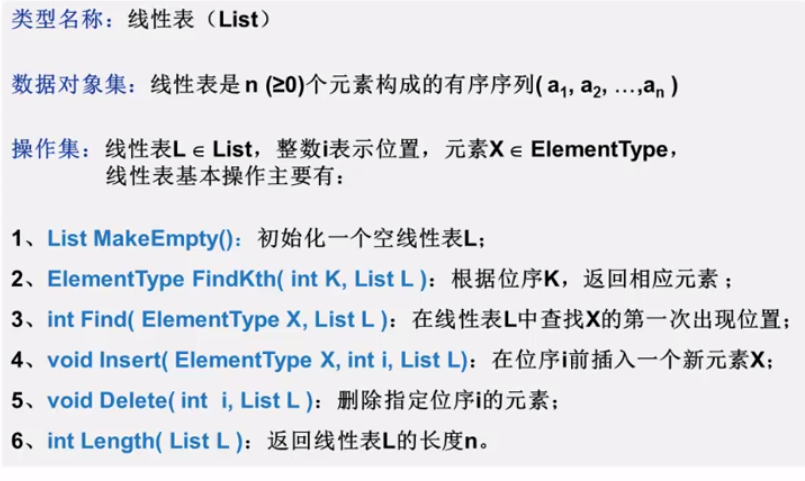 类型名称：线性表（List）
数据对象集：线性表是 n (≥0)个元素构成的有序序列( a₁, a₂, …,aₙ )
操作集：线性表L ∈ List，整数i表示位置，元素X ∈ ElementType，
线性表基本操作主要有：
1、List MakeEmpty()：初始化一个空线性表L；
2、ElementType FindKth( int K, List L )：根据位序K，返回相应元素；
3、int Find( ElementType X, List L )：在线性表L中查找X的第一次出现位置；
4、void Insert( ElementType X, int i, List L)：在位序i前插入一个新元素X；
5、void Delete( int i, List L )：删除指定位序i的元素；
6、int Length( List L )：返回线性表L的长度n。